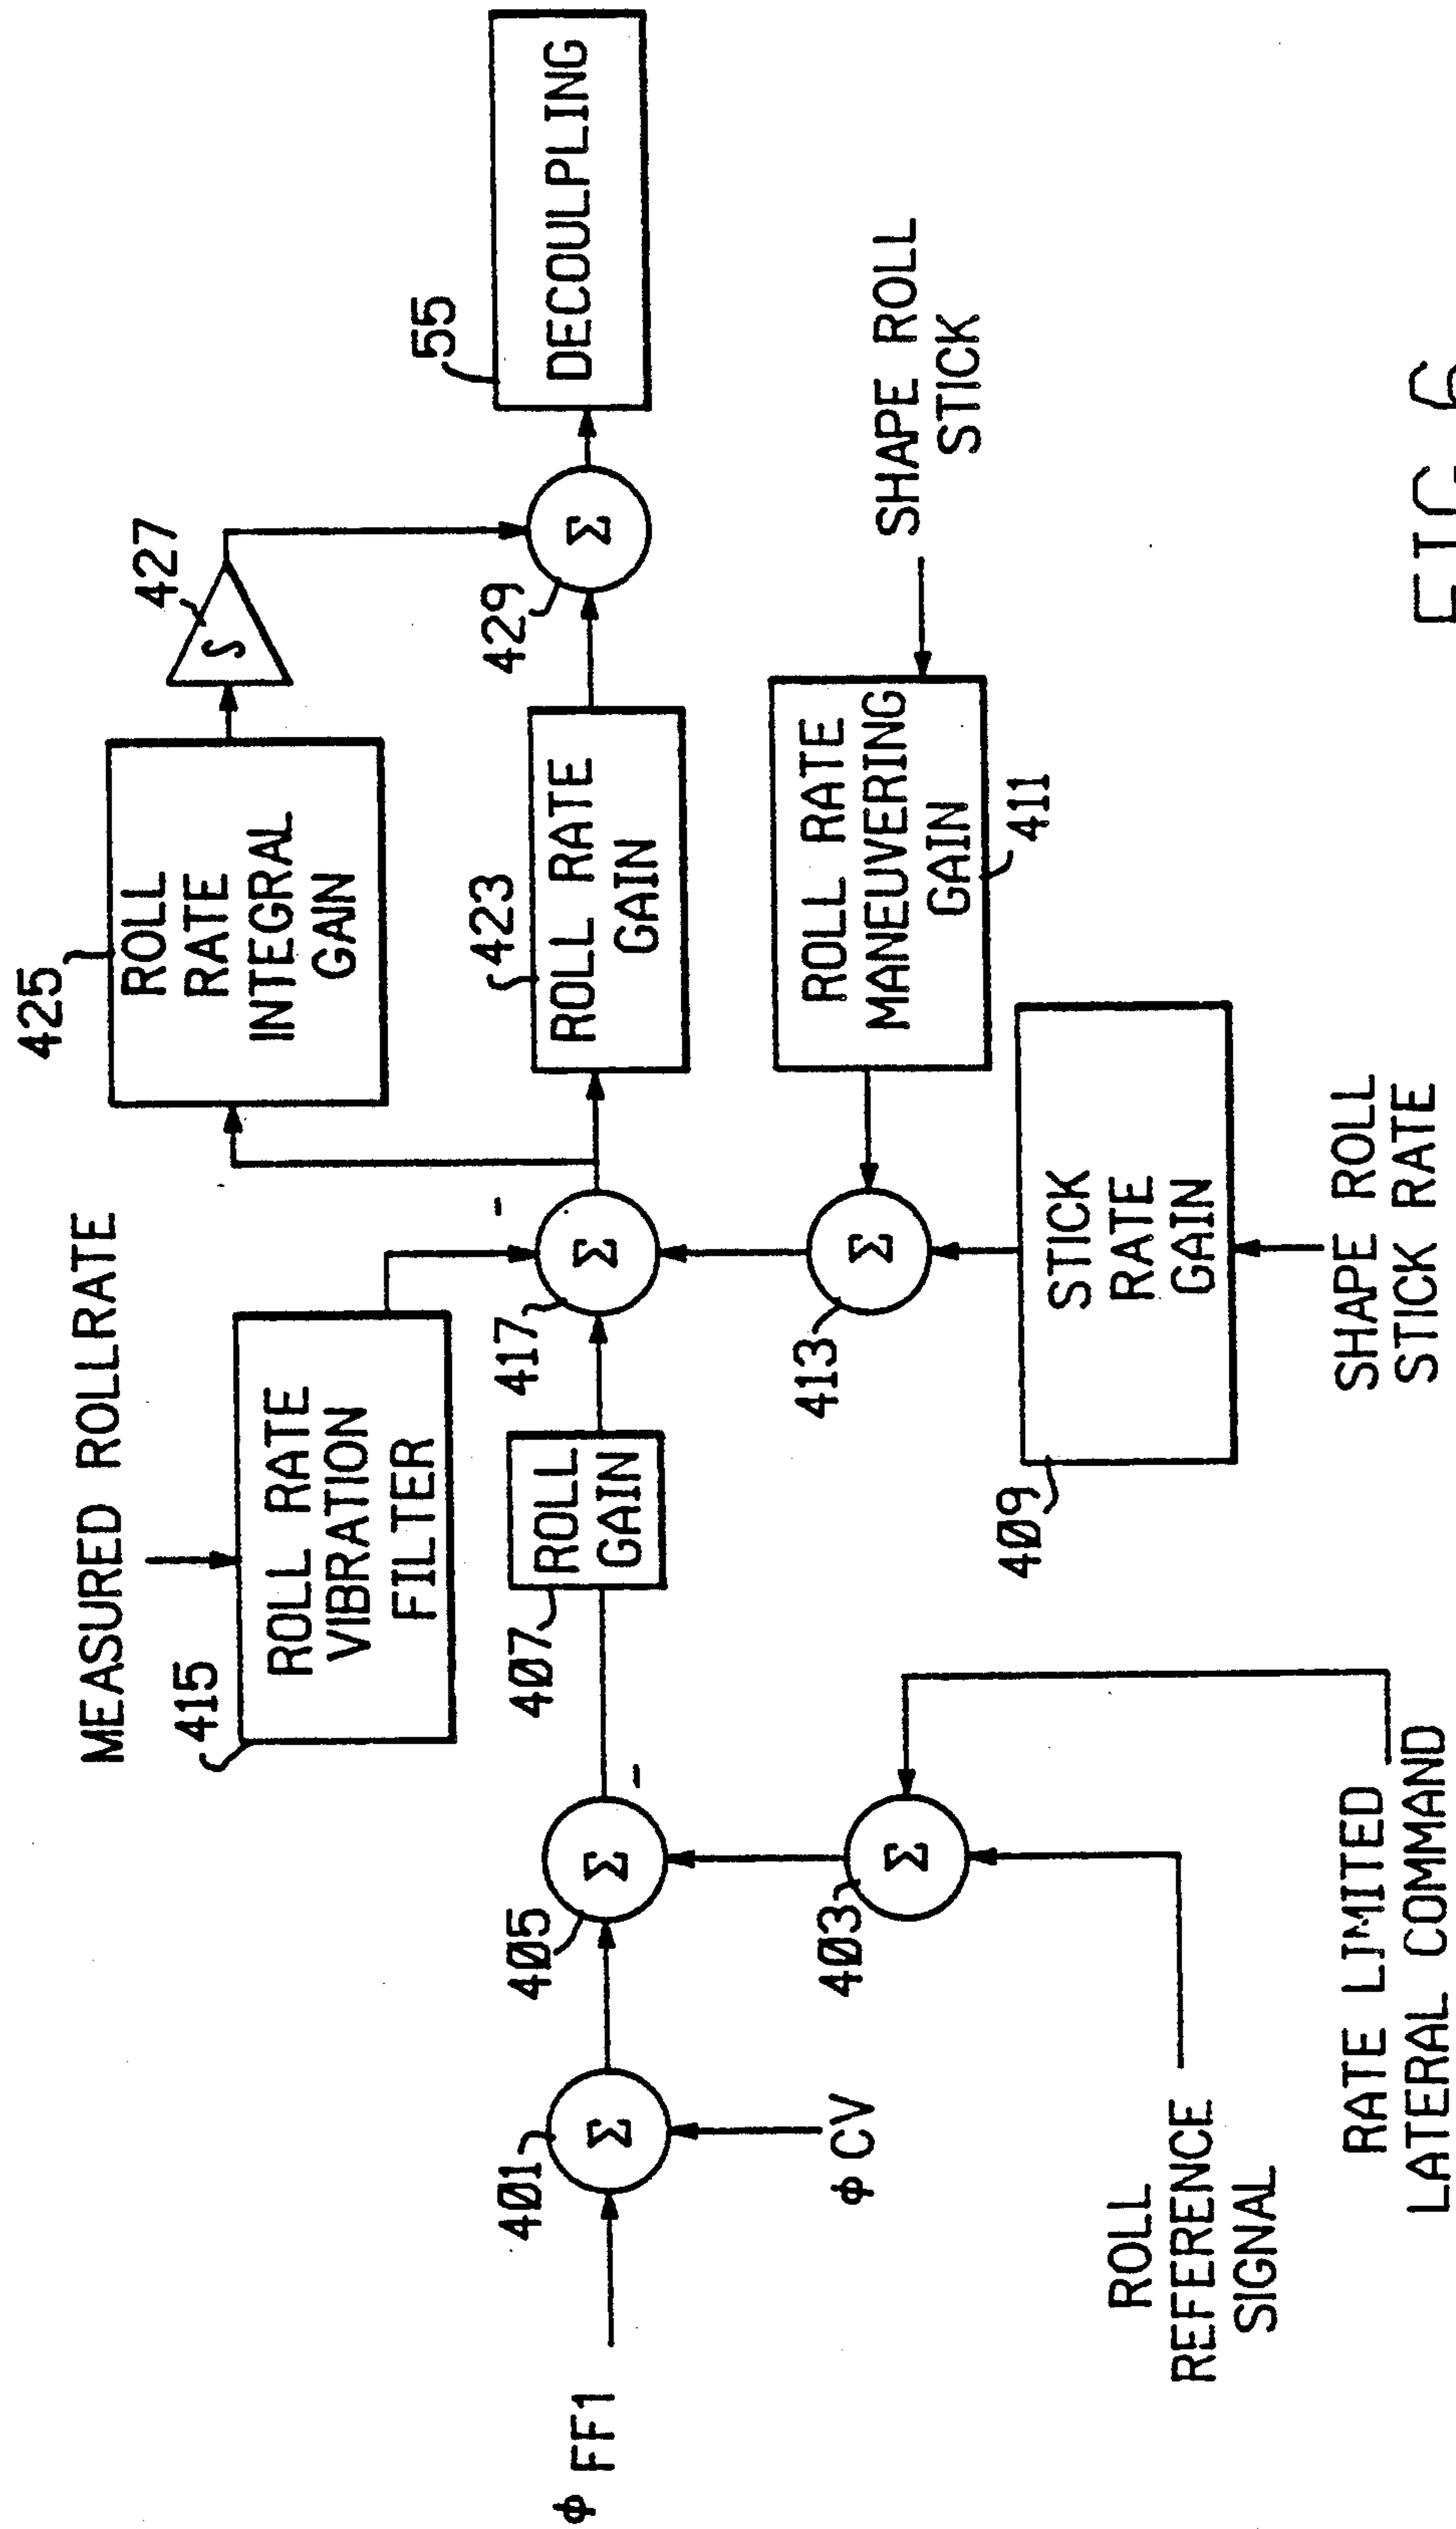 MEASURED ROLLRATE
415
ROLL RATE
VIBRATION
FILTER
425
ROLL
RATE
INTEGRAL
GAIN
427
∫
55
DECOULPLING
φ FF1
401
Σ
φ CV
405
Σ
-
407
ROLL
GAIN
417
Σ
-
423
ROLL RATE
GAIN
429
Σ
403
Σ
ROLL
REFERENCE
SIGNAL
RATE LIMITED
LATERAL COMMAND
413
Σ
ROLL RATE
MANUVERING
GAIN
411
SHAPE ROLL
STICK
409
STICK
RATE
GAIN
SHAPE ROLL
STICK RATE